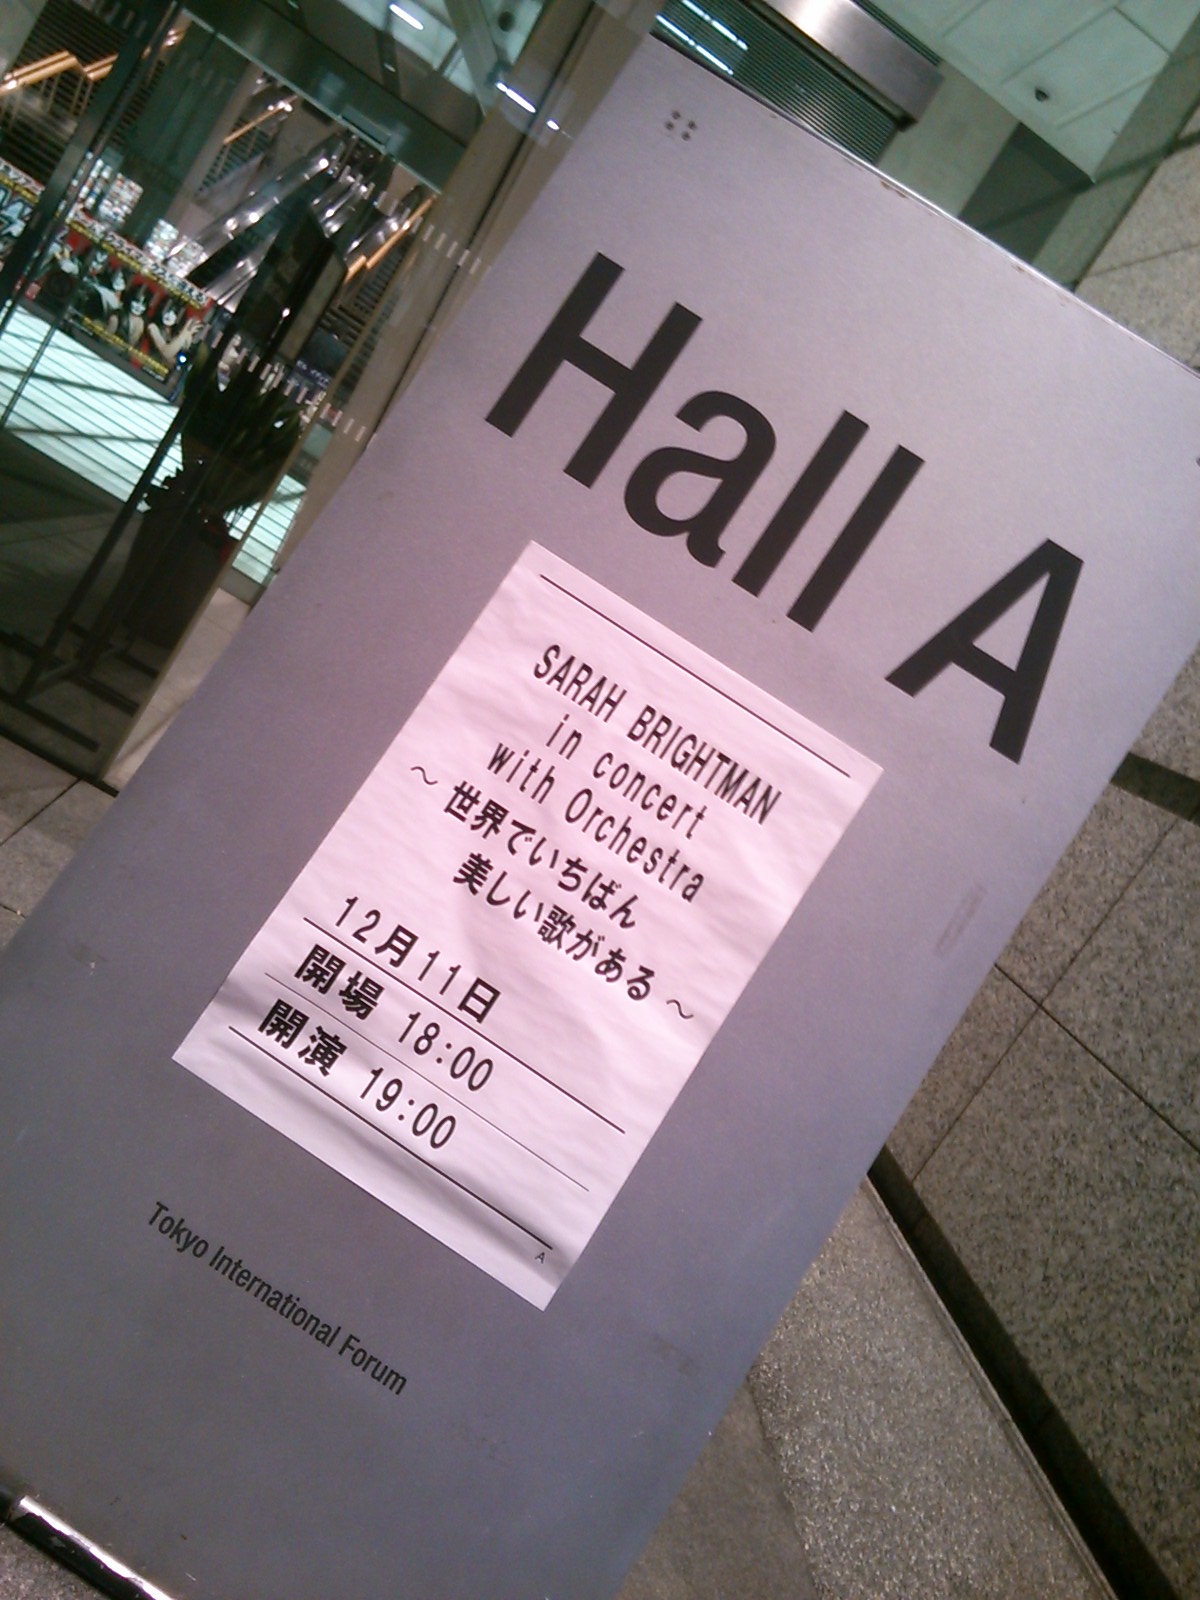 Hall A
SARAH BRIGHTMAN
in concert
with Orchestra
～世界でいちばん
美しい歌がある～
12月11日
開場 18:00
開演 19:00
A
Tokyo International Forum